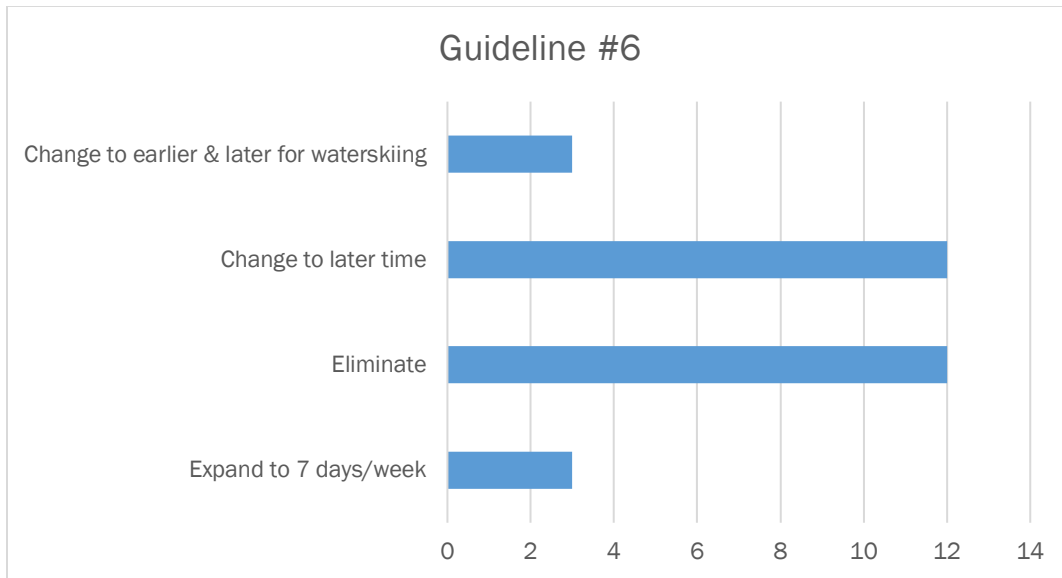 Guideline #6
Change to earlier & later for waterskiing
Change to later time
Eliminate
Expand to 7 days/week
0 2 4 6 8 10 12 14